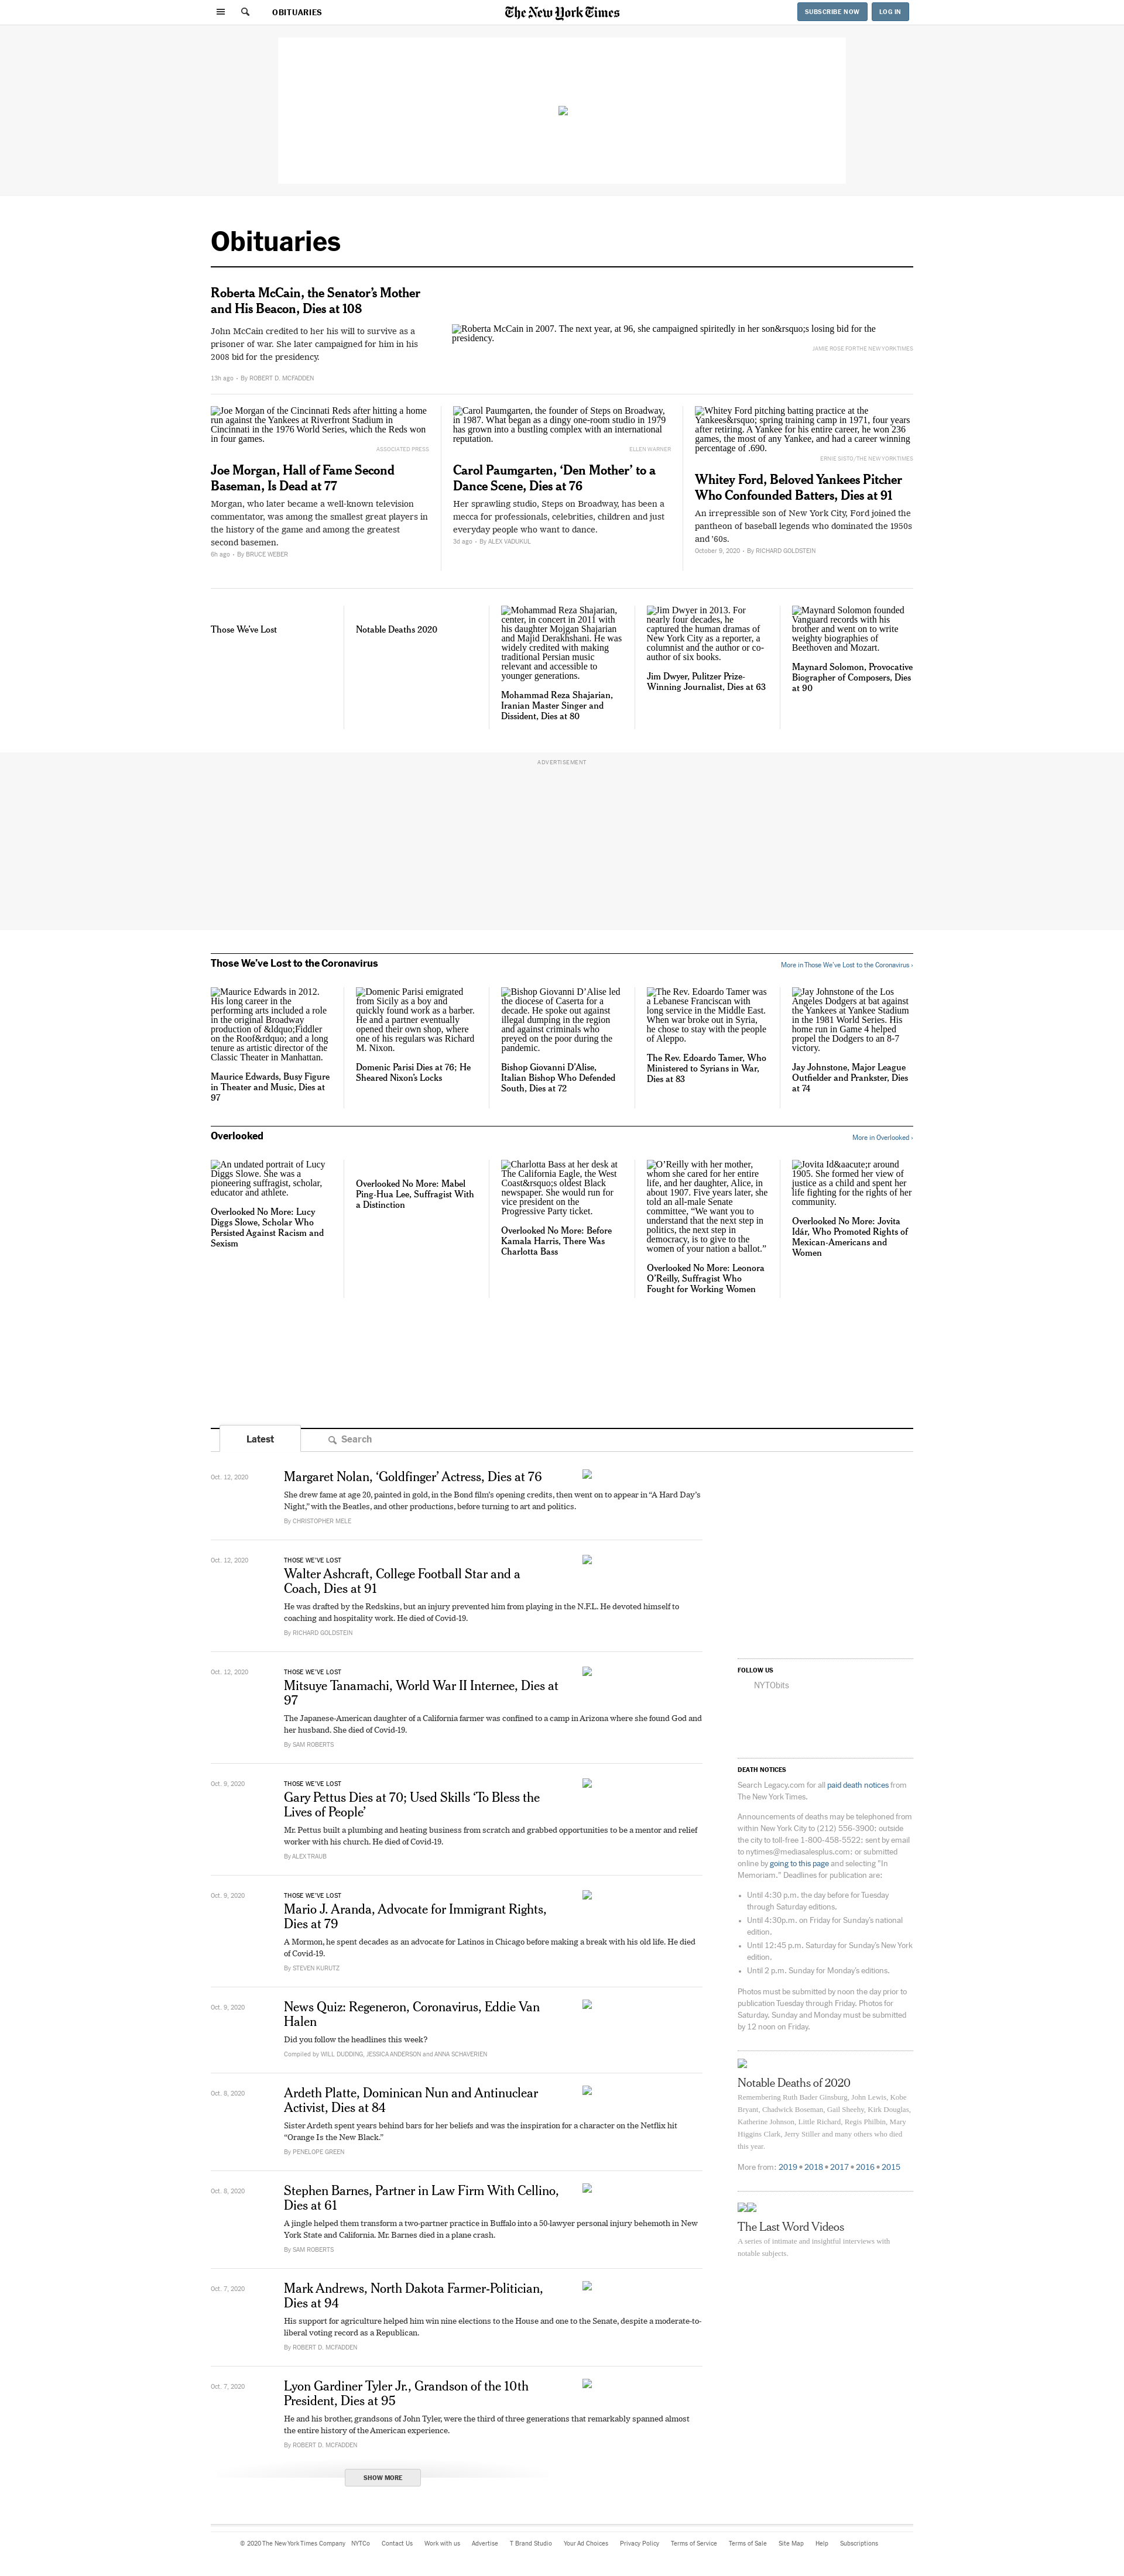 OBITUARIES
The New York Times
SUBSCRIBE NOW
LOG IN
Obituaries
Roberta McCain, the Senator's Mother
and His Beacon, Dies at 108
John McCain credited to her his will to survive as a
prisoner of war. She later campaigned for him in his
2008 bid for the presidency.
13h ago • By ROBERT D. MCFADDEN
Roberta McCain in 2007. The next year, at 96, she campaigned spiritedly in her son&rsquo;s losing bid for the
presidency.
JAMIE ROSE FOR THE NEW YORK TIMES
Joe Morgan of the Cincinnati Reds after hitting a home
run against the Yankees at Riverfront Stadium in
Cincinnati in the 1976 World Series, which the Reds won
in four games.
ASSOCIATED PRESS
Joe Morgan, Hall of Fame Second
Baseman, Is Dead at 77
Morgan, who later became a well-known television
commentator, was among the smallest great players in
the history of the game and among the greatest
second basemen.
6h ago • By BRUCE WEBER
Carol Paumgarten, the founder of Steps on Broadway,
in 1987. What began as a dingy one-room studio in 1979
has grown into a bustling complex with an international
reputation.
ELLEN WARNER
Carol Paumgarten, ‘Den Mother’ to a
Dance Scene, Dies at 76
Her sprawling studio, Steps on Broadway, has been a
mecca for professionals, celebrities, children and just
everyday people who want to dance.
3d ago • By ALEX VADUKUL
Whitey Ford pitching batting practice at the
Yankees&rsquo; spring training camp in 1971, four years
after retiring. A Yankee for his entire career, he won 236
games, the most of any Yankee, and had a career winning
percentage of .690.
ERNIE SISTO/THE NEW YORK TIMES
Whitey Ford, Beloved Yankees Pitcher
Who Confounded Batters, Dies at 91
An irrepressible son of New York City, Ford joined the
pantheon of baseball legends who dominated the 1950s
and ’60s.
October 9, 2020 • By RICHARD GOLDSTEIN
Those We've Lost
Notable Deaths 2020
Mohammad Reza Shajarian,
center, in concert in 2011 with
his daughter Mojgan Shajarian
and Majid Derakhshani. He was
widely credited with making
traditional Persian music
relevant and accessible to
younger generations.
Mohammad Reza Shajarian,
Iranian Master Singer and
Dissident, Dies at 80
Jim Dwyer in 2013. For
nearly four decades, he
captured the human dramas of
New York City as a reporter, a
columnist and the author or co-
author of six books.
Jim Dwyer, Pulitzer Prize-
Winning Journalist, Dies at 63
Maynard Solomon founded
Vanguard records with his
brother and went on to write
weighty biographies of
Beethoven and Mozart.
Maynard Solomon, Provocative
Biographer of Composers, Dies
at 90
ADVERTISEMENT
Those We’ve Lost to the Coronavirus
More in Those We’ve Lost to the Coronavirus ›
Maurice Edwards in 2012.
His long career in the
performing arts included a role
in the original Broadway
production of &ldquo;Fiddler
on the Roof&rdquo; and a long
tenure as artistic director of the
Classic Theater in Manhattan.
Maurice Edwards, Busy Figure
in Theater and Music, Dies at
97
Domenic Parisi emigrated
from Sicily as a boy and
quickly found work as a barber.
He and a partner eventually
opened their own shop, where
one of his regulars was Richard
M. Nixon.
Domenic Parisi Dies at 76; He
Sheared Nixon’s Locks
Bishop Giovanni D’Alise led
the diocese of Caserta for a
decade. He spoke out against
illegal dumping in the region
and against criminals who
preyed on the poor during the
pandemic.
Bishop Giovanni D’Alise,
Italian Bishop Who Defended
South, Dies at 72
The Rev. Edoardo Tamer was
a Lebanese Franciscan with
long service in the Middle East.
When war broke out in Syria,
he chose to stay with the people
of Aleppo.
The Rev. Edoardo Tamer, Who
Ministered to Syrians in War,
Dies at 83
Jay Johnstone of the Los
Angeles Dodgers at bat against
the Yankees at Yankee Stadium
in the 1981 World Series. His
home run in Game 4 helped
propel the Dodgers to an 8-7
victory.
Jay Johnstone, Major League
Outfielder and Prankster, Dies
at 74
Overlooked
More in Overlooked ›
An undated portrait of Lucy
Diggs Slowe. She was a
pioneering suffragist, scholar,
educator and athlete.
Overlooked No More: Lucy
Diggs Slowe, Scholar Who
Persisted Against Racism and
Sexism
Overlooked No More: Mabel
Ping-Hua Lee, Suffragist With
a Distinction
Charlotta Bass at her desk at
The California Eagle, the West
Coast&rsquo;s oldest Black
newspaper. She would run for
vice president on the
Progressive Party ticket.
Overlooked No More: Before
Kamala Harris, There Was
Charlotta Bass
O’Reilly with her mother,
whom she cared for her entire
life, and her daughter, Alice, in
about 1907. Five years later, she
told an all-male Senate
committee, “We want you to
understand that the next step in
politics, the next step in
democracy, is to give to the
women of your nation a ballot.”
Overlooked No More: Leonora
O’Reilly, Suffragist Who
Fought for Working Women
Jovita Id&aacute;r around
1905. She formed her view of
justice as a child and spent her
life fighting for the rights of her
community.
Overlooked No More: Jovita
Idár, Who Promoted Rights of
Mexican-Americans and
Women
Latest
Search
Oct. 12, 2020
Margaret Nolan, ‘Goldfinger’ Actress, Dies at 76
She drew fame at age 20, painted in gold, in the Bond film’s opening credits, then went on to appear in “A Hard Day’s
Night,” with the Beatles, and other productions, before turning to art and politics.
By CHRISTOPHER MELE
Oct. 12, 2020
THOSE WE’VE LOST
Walter Ashcraft, College Football Star and a
Coach, Dies at 91
He was drafted by the Redskins, but an injury prevented him from playing in the N.F.L. He devoted himself to
coaching and hospitality work. He died of Covid-19.
By RICHARD GOLDSTEIN
Oct. 12, 2020
THOSE WE’VE LOST
Mitsuye Tanamachi, World War II Internee, Dies at
97
The Japanese-American daughter of a California farmer was confined to a camp in Arizona where she found God and
her husband. She died of Covid-19.
By SAM ROBERTS
Oct. 9, 2020
THOSE WE’VE LOST
Gary Pettus Dies at 70; Used Skills ‘To Bless the
Lives of People’
Mr. Pettus built a plumbing and heating business from scratch and grabbed opportunities to be a mentor and relief
worker with his church. He died of Covid-19.
By ALEX TRAUB
Oct. 9, 2020
THOSE WE’VE LOST
Mario J. Aranda, Advocate for Immigrant Rights,
Dies at 79
A Mormon, he spent decades as an advocate for Latinos in Chicago before making a break with his old life. He died
of Covid-19.
By STEVEN KURUTZ
Oct. 9, 2020
News Quiz: Regeneron, Coronavirus, Eddie Van
Halen
Did you follow the headlines this week?
Compiled by WILL DUDDING, JESSICA ANDERSON and ANNA SCHAVERIEN
Oct. 8, 2020
Ardeth Platte, Dominican Nun and Antinuclear
Activist, Dies at 84
Sister Ardeth spent years behind bars for her beliefs and was the inspiration for a character on the Netflix hit
“Orange Is the New Black.”
By PENELOPE GREEN
Oct. 8, 2020
Stephen Barnes, Partner in Law Firm With Cellino,
Dies at 61
A jingle helped them transform a two-partner practice in Buffalo into a 50-lawyer personal injury behemoth in New
York State and California. Mr. Barnes died in a plane crash.
By SAM ROBERTS
Oct. 7, 2020
Mark Andrews, North Dakota Farmer-Politician,
Dies at 94
His support for agriculture helped him win nine elections to the House and one to the Senate, despite a moderate-to-
liberal voting record as a Republican.
By ROBERT D. MCFADDEN
Oct. 7, 2020
Lyon Gardiner Tyler Jr., Grandson of the 10th
President, Dies at 95
He and his brother, grandsons of John Tyler, were the third of three generations that remarkably spanned almost
the entire history of the American experience.
By ROBERT D. MCFADDEN
SHOW MORE
FOLLOW US
NYTObits
DEATH NOTICES
Search Legacy.com for all paid death notices from
The New York Times.
Announcements of deaths may be telephoned from
within New York City to (212) 556-3900; outside
the city to toll-free 1-800-458-5522; sent by email
to nytimes@mediasalesplus.com; or submitted
online by going to this page and selecting "In
Memoriam." Deadlines for publication are:
• Until 4:30 p.m. the day before for Tuesday
through Saturday editions.
• Until 4:30p.m. on Friday for Sunday’s national
edition.
• Until 12:45 p.m. Saturday for Sunday’s New York
edition.
• Until 2 p.m. Sunday for Monday’s editions.
Photos must be submitted by noon the day prior to
publication Tuesday through Friday. Photos for
Saturday, Sunday and Monday must be submitted
by 12 noon on Friday.
Notable Deaths of 2020
Remembering Ruth Bader Ginsburg, John Lewis, Kobe
Bryant, Chadwick Boseman, Gail Sheehy, Kirk Douglas,
Katherine Johnson, Little Richard, Regis Philbin, Mary
Higgins Clark, Jerry Stiller and many others who died
this year.
More from: 2019 • 2018 • 2017 • 2016 • 2015
The Last Word Videos
A series of intimate and insightful interviews with
notable subjects.
© 2020 The New York Times Company NYTCo Contact Us Work with us Advertise T Brand Studio Your Ad Choices Privacy Policy Terms of Service Terms of Sale Site Map Help Subscriptions